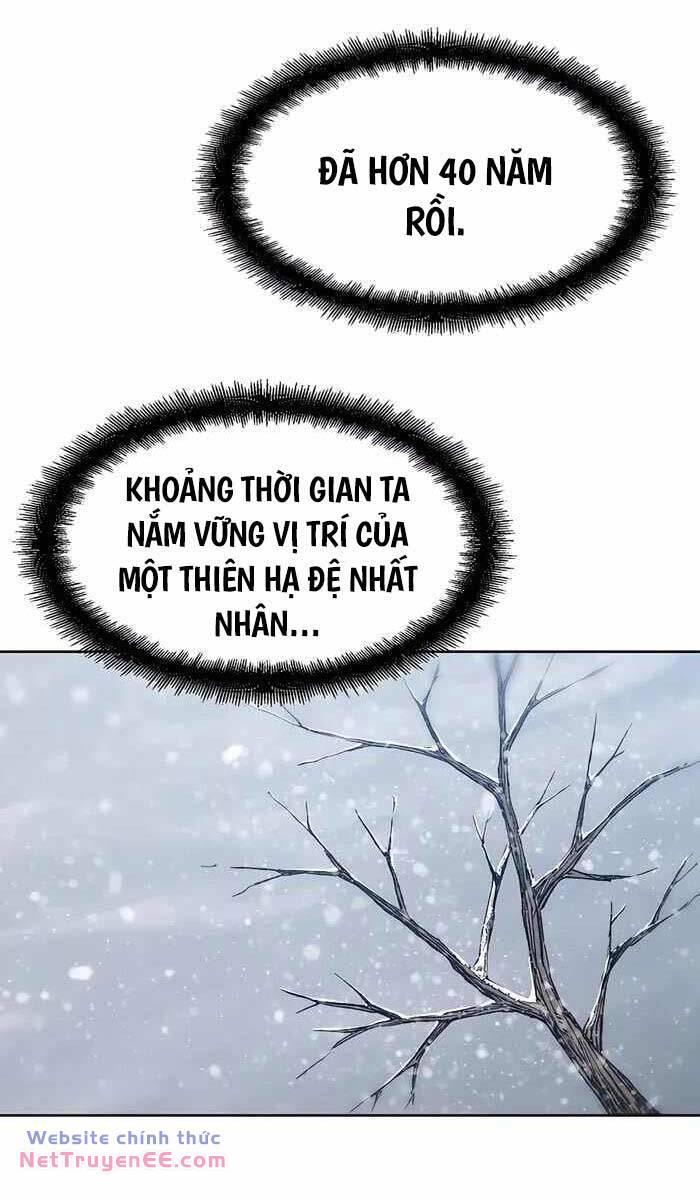 ĐÃ HƠN 40 NĂM
RỒI.
KHOẢNG THỜI GIAN TA
NẮM VỮNG VỊ TRÍ CỦA
MỘT THIÊN HẠ ĐỆ NHẤT
NHÂN...
Website chính thức
NetTruyenEE.com